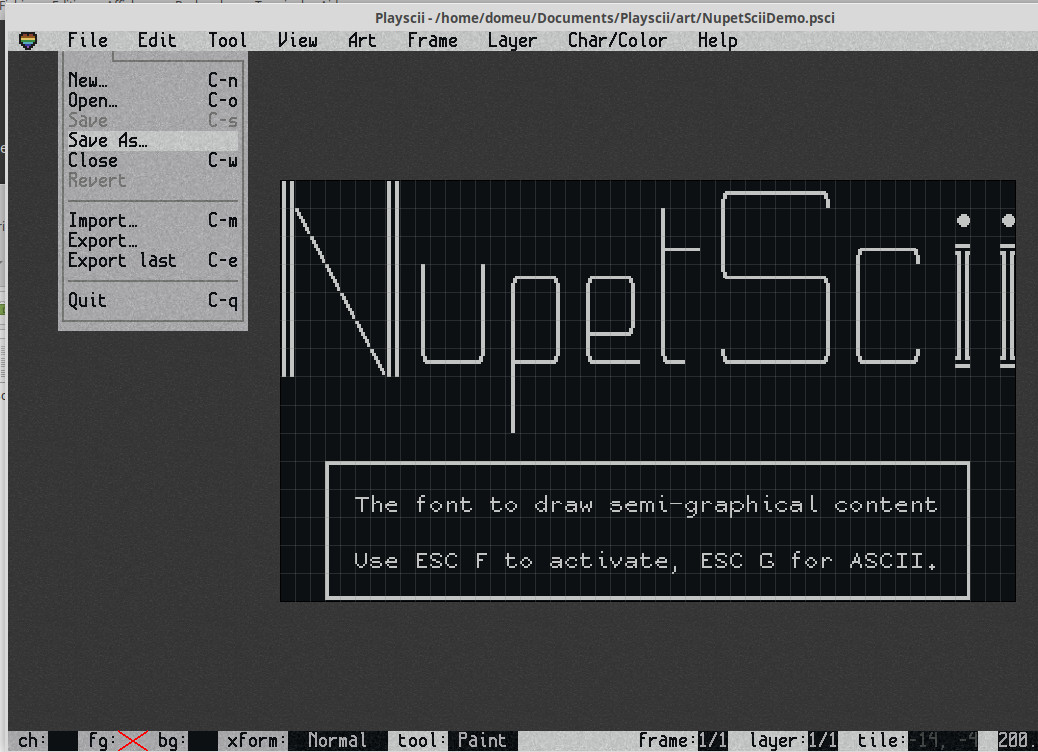 Playscii - /home/domeu/Documents/Playscii/art/NupetSciiDemo.psci
File Edit Tool View Art Frame Layer Char/Color Help
New… C-n
Open… C-o
Save C-s
Save As…
Close C-w
Revert
Import… C-m
Export…
Export last C-e
Quit C-q
NupetScii
The font to draw semi-graphical content
Use ESC F to activate, ESC G for ASCII.
ch: fg: bg: xform: Normal tool: Paint frame:1/1 layer:1/1 tile:-14, -4 200.